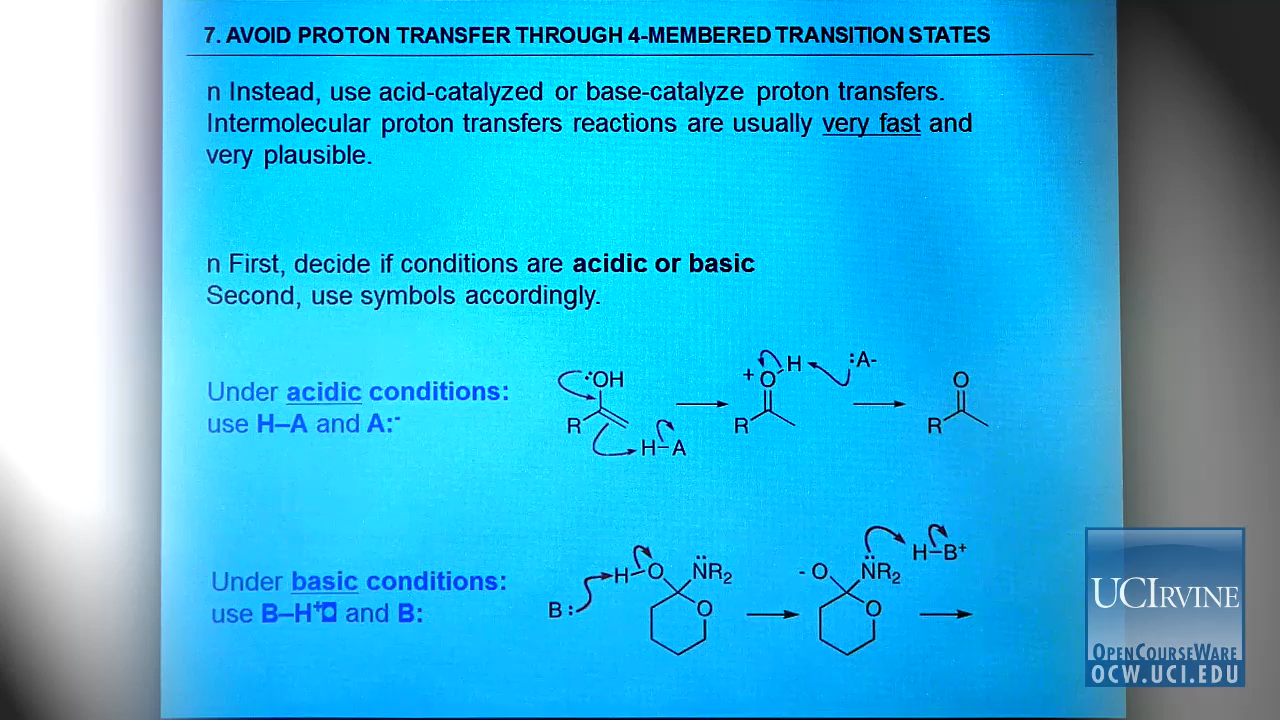 7. AVOID PROTON TRANSFER THROUGH 4-MEMBERED TRANSITION STATES
n Instead, use acid-catalyzed or base-catalyze proton transfers.
Intermolecular proton transfers reactions are usually very fast and
very plausible.
n First, decide if conditions are acidic or basic
Second, use symbols accordingly.
Under acidic conditions:
use H–A and A:-
:OH
R
H–A
+
O
H
:A-
R
O
R
Under basic conditions:
use B–H+ and B:
B:
H–O
NR2
O
- O
NR2
H–B+
O
UCIRVINE
OPENCOURSEWARE
OCW.UCI.EDU